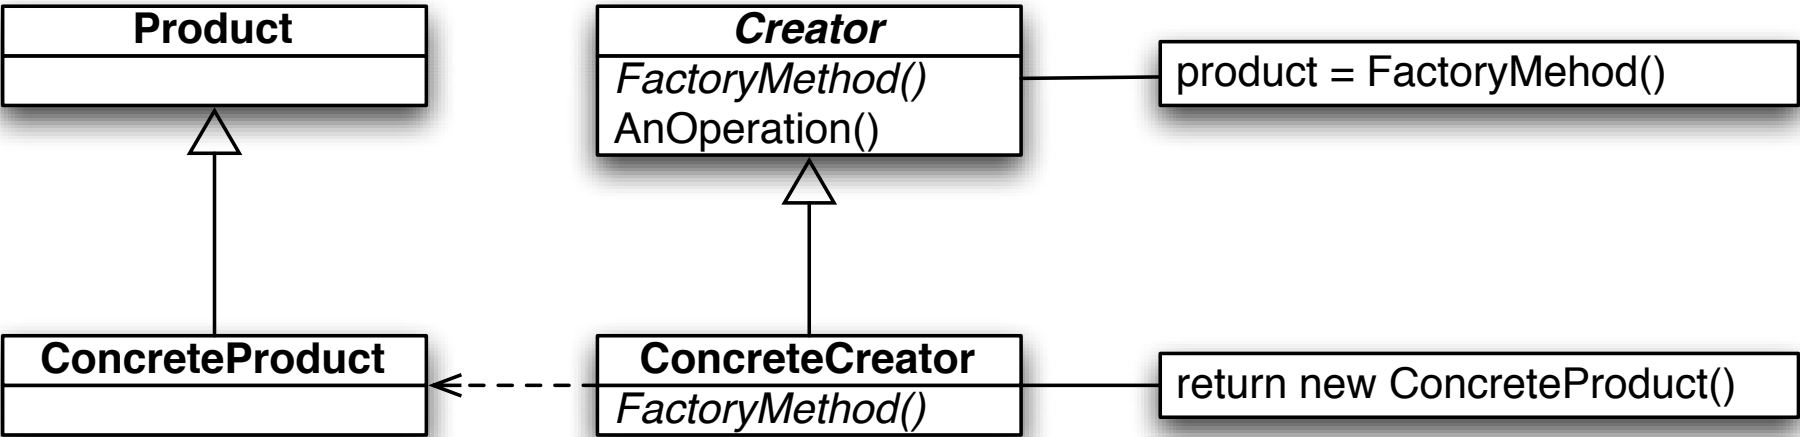 Product
Creator
FactoryMethod()
AnOperation()
product = FactoryMehod()
ConcreteProduct
ConcreteCreator
FactoryMethod()
return new ConcreteProduct()